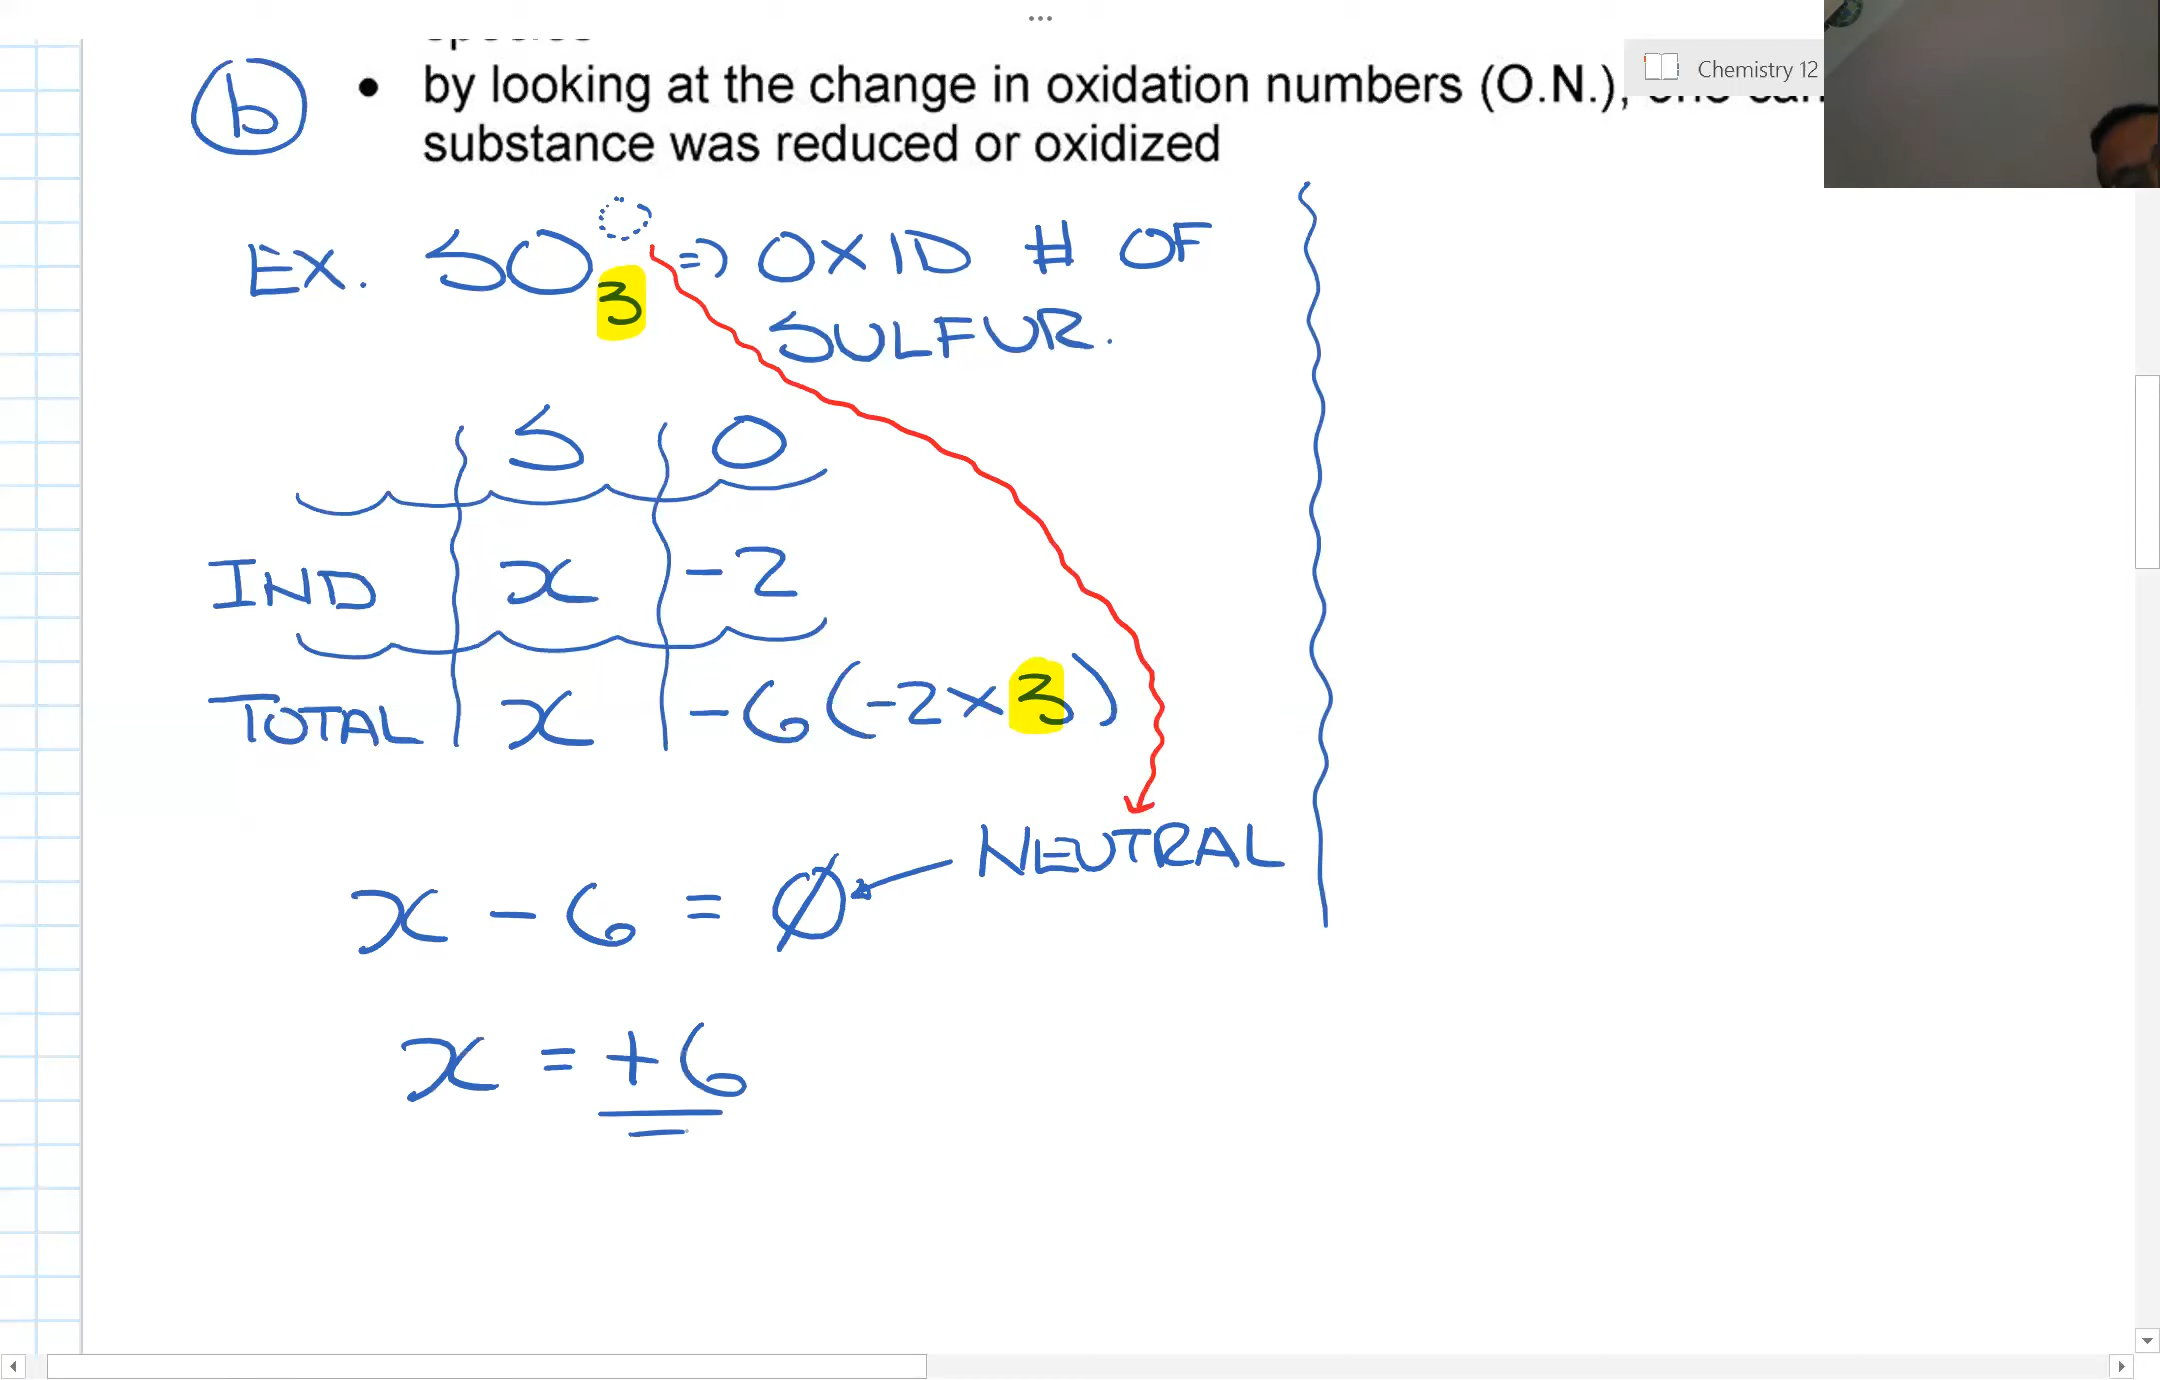 Chemistry 12
b
• by looking at the change in oxidation numbers (O.N.),
substance was reduced or oxidized
EX. SO3 => OXID # OF
SULFUR.
S O
IND x -2
TOTAL x -6 (-2 x 3)
NEUTRAL
x - 6 = Ø
x = +6